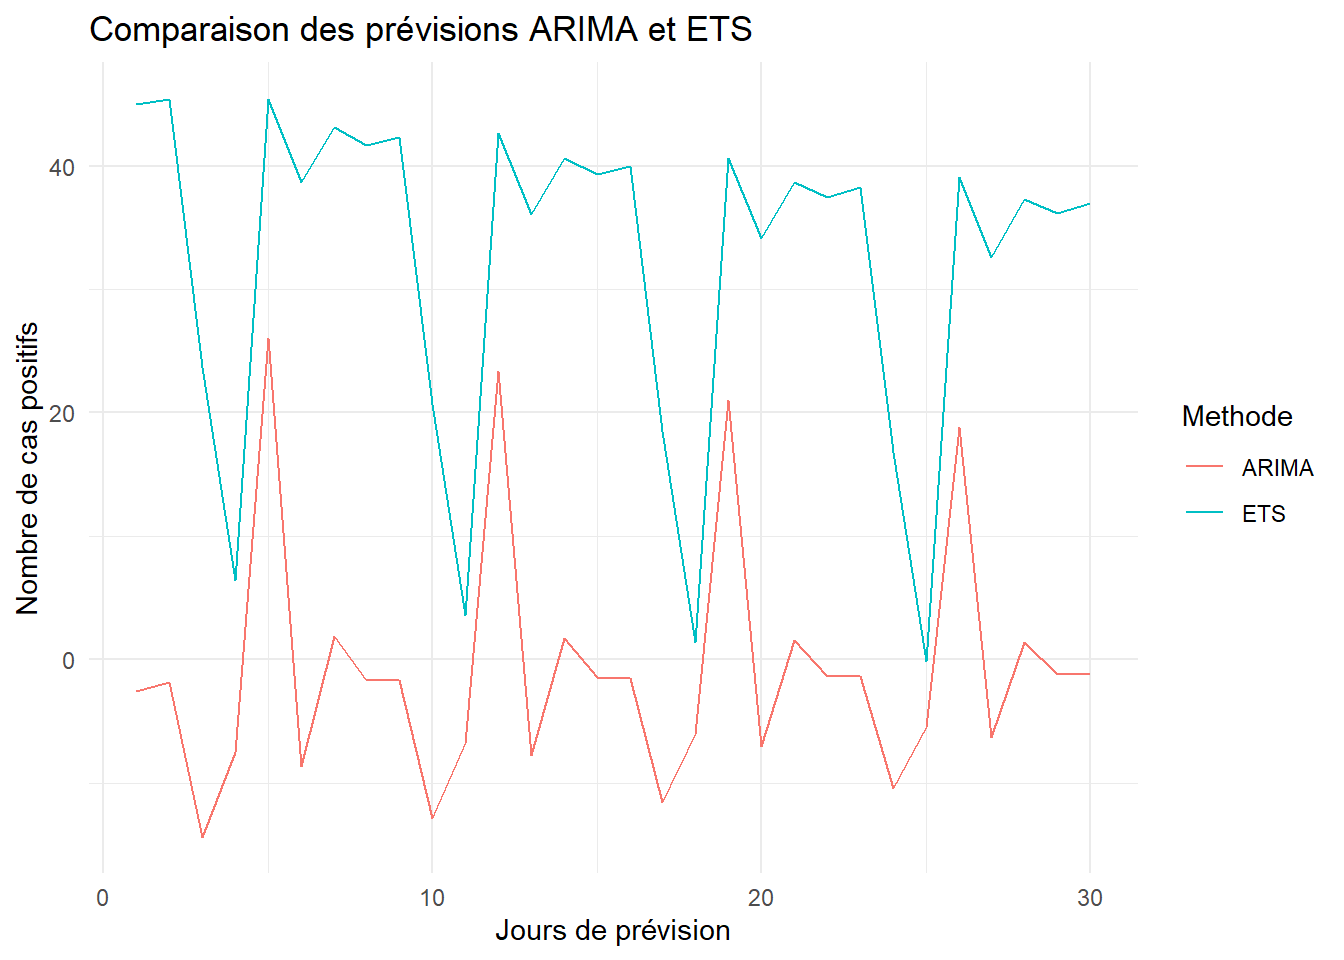 Comparaison des prévisions ARIMA et ETS
Nombre de cas positifs
40
20
0
0
10
20
30
Jours de prévision
Methode
ARIMA
ETS